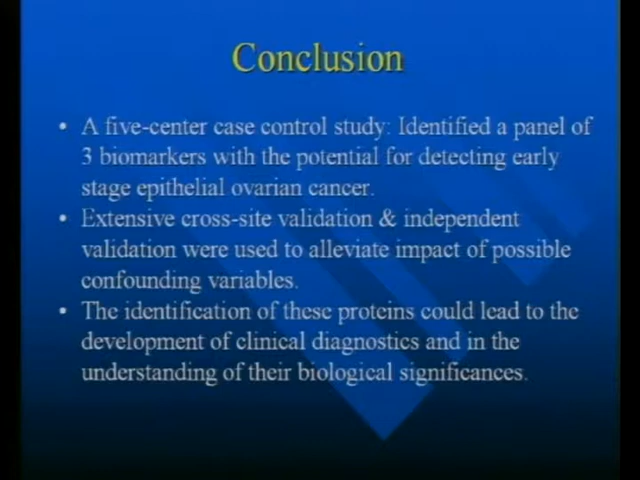 Conclusion
• A five-center case control study: Identified a panel of
3 biomarkers with the potential for detecting early
stage epithelial ovarian cancer.
• Extensive cross-site validation & independent
validation were used to alleviate impact of possible
confounding variables.
• The identification of these proteins could lead to the
development of clinical diagnostics and in the
understanding of their biological significances.